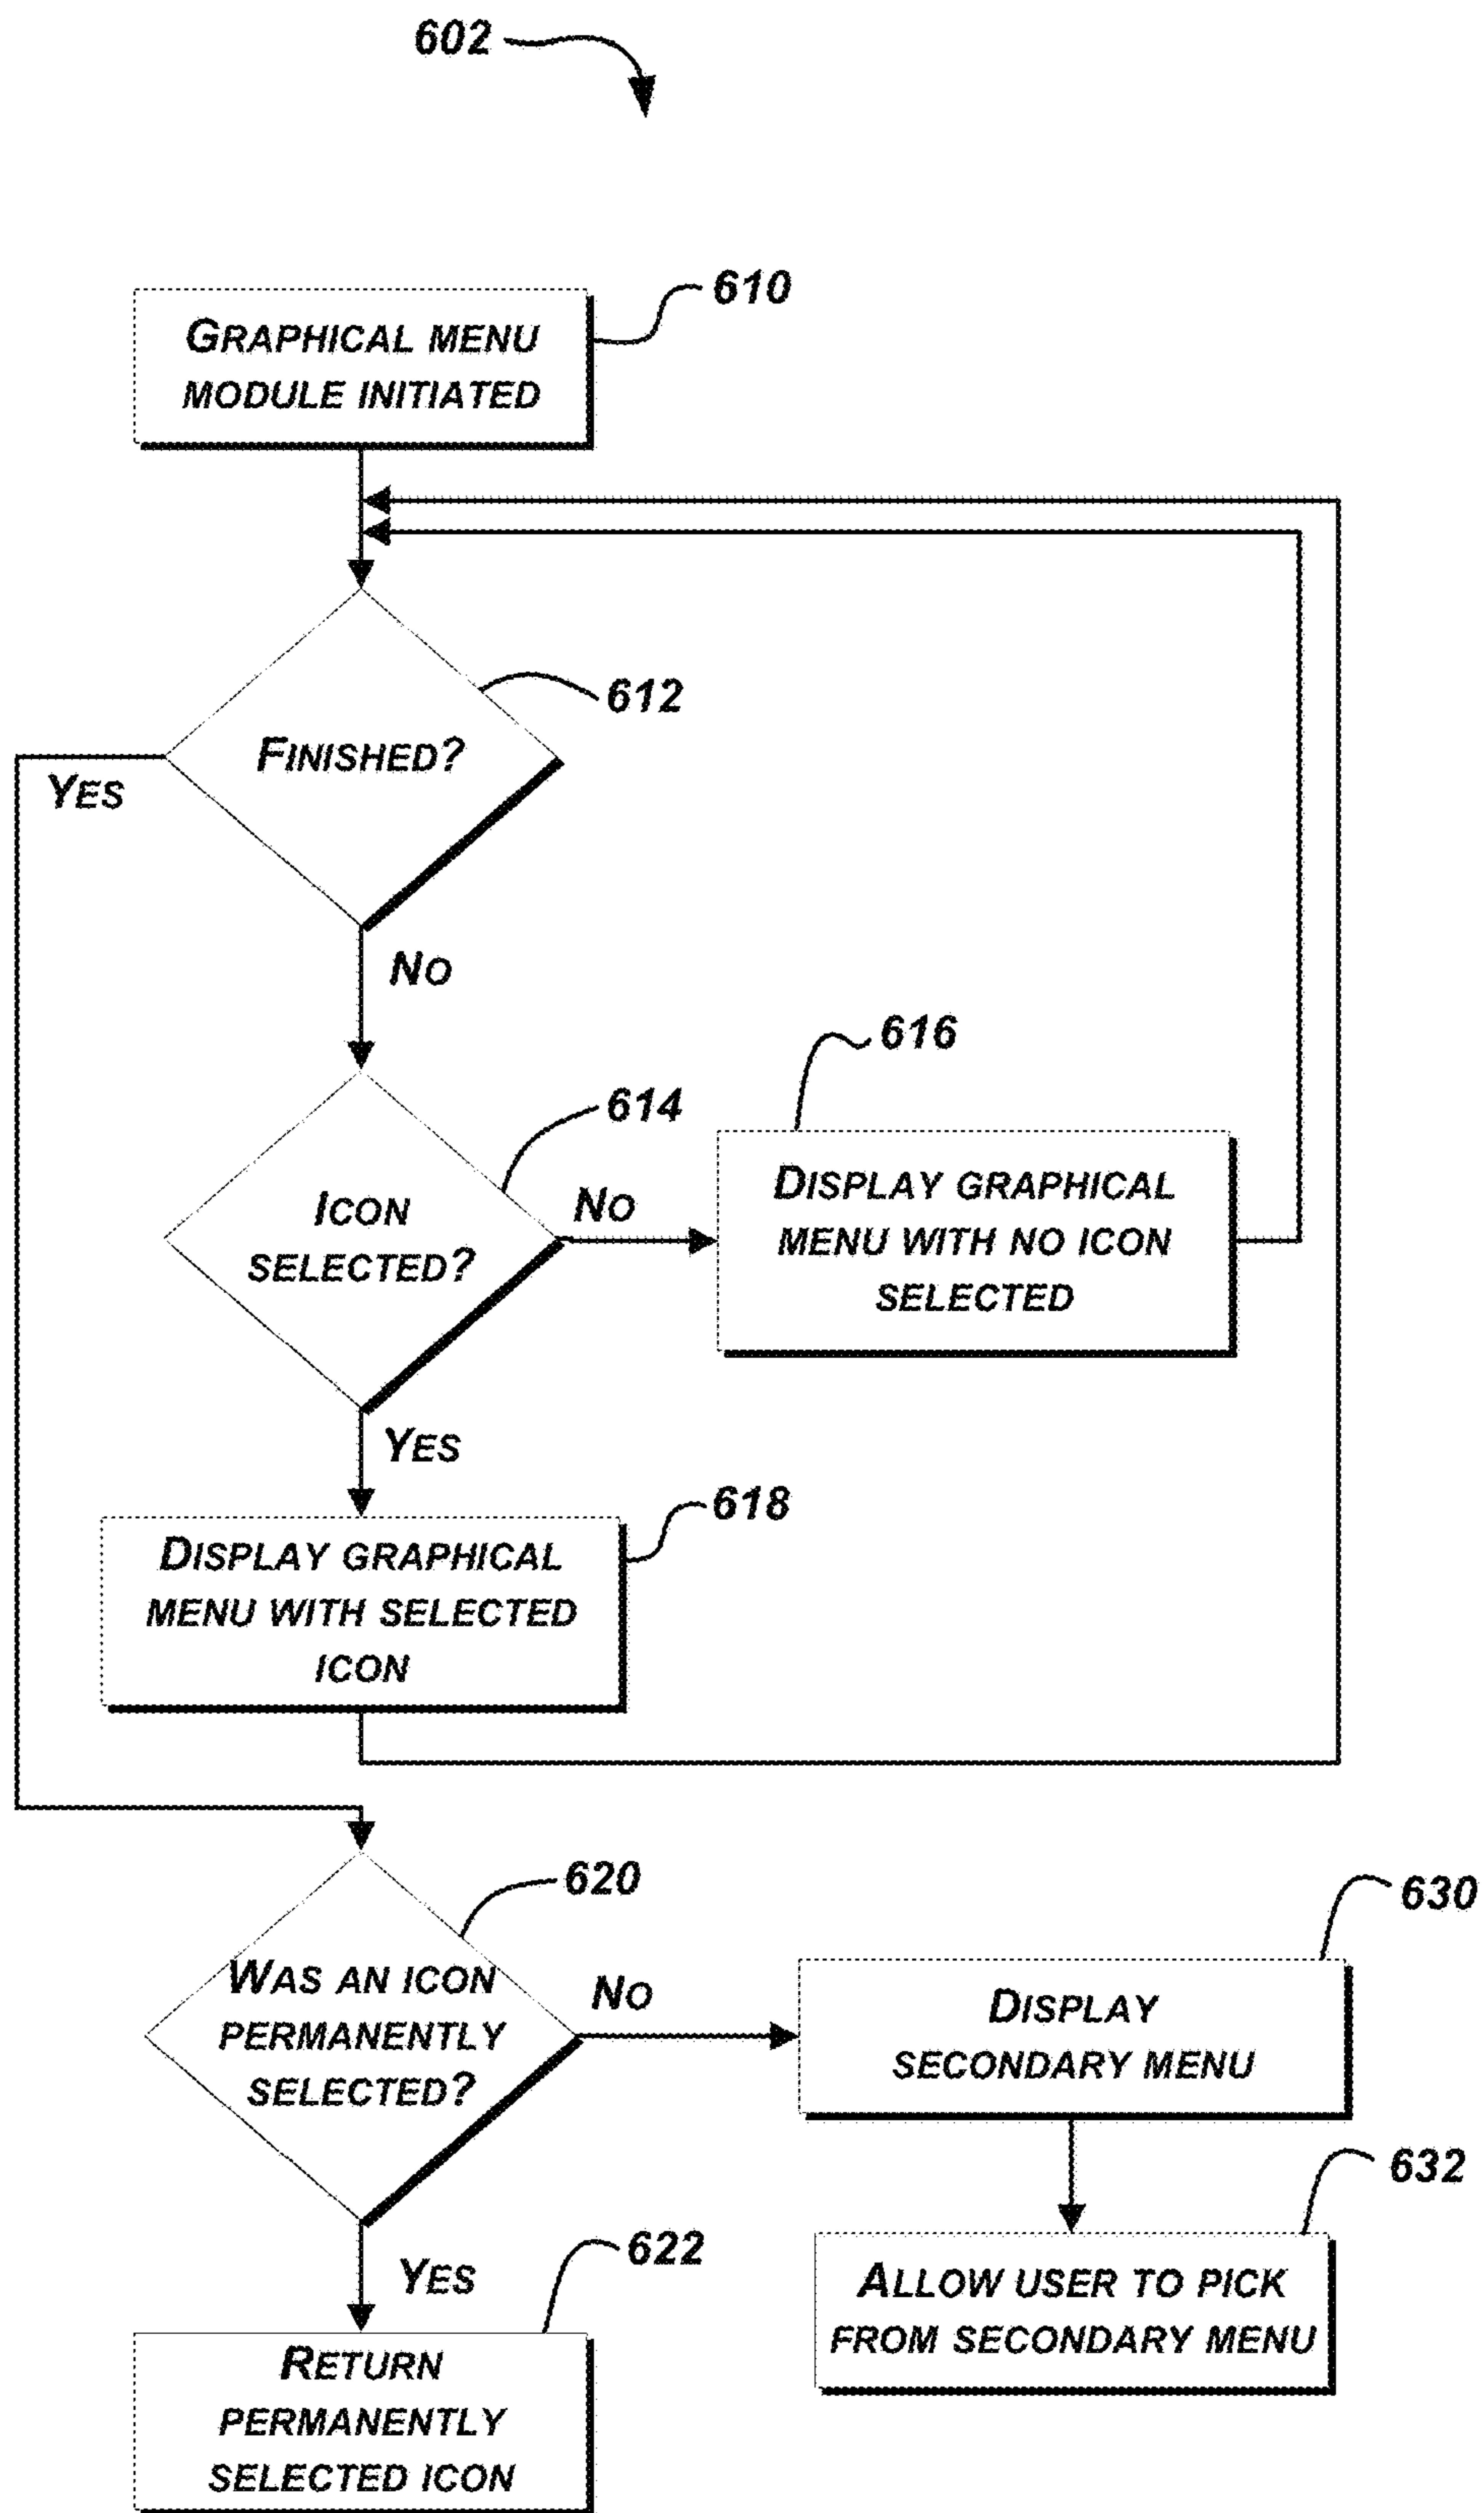 602
610
GRAPHICAL MENU
MODULE INITIATED
612
FINISHED?
YES
NO
614
ICON
SELECTED?
NO
616
DISPLAY GRAPHICAL
MENU WITH NO ICON
SELECTED
YES
618
DISPLAY GRAPHICAL
MENU WITH SELECTED
ICON
620
WAS AN ICON
PERMANENTLY
SELECTED?
NO
630
DISPLAY
SECONDARY MENU
632
ALLOW USER TO PICK
FROM SECONDARY MENU
YES
622
RETURN
PERMANENTLY
SELECTED ICON